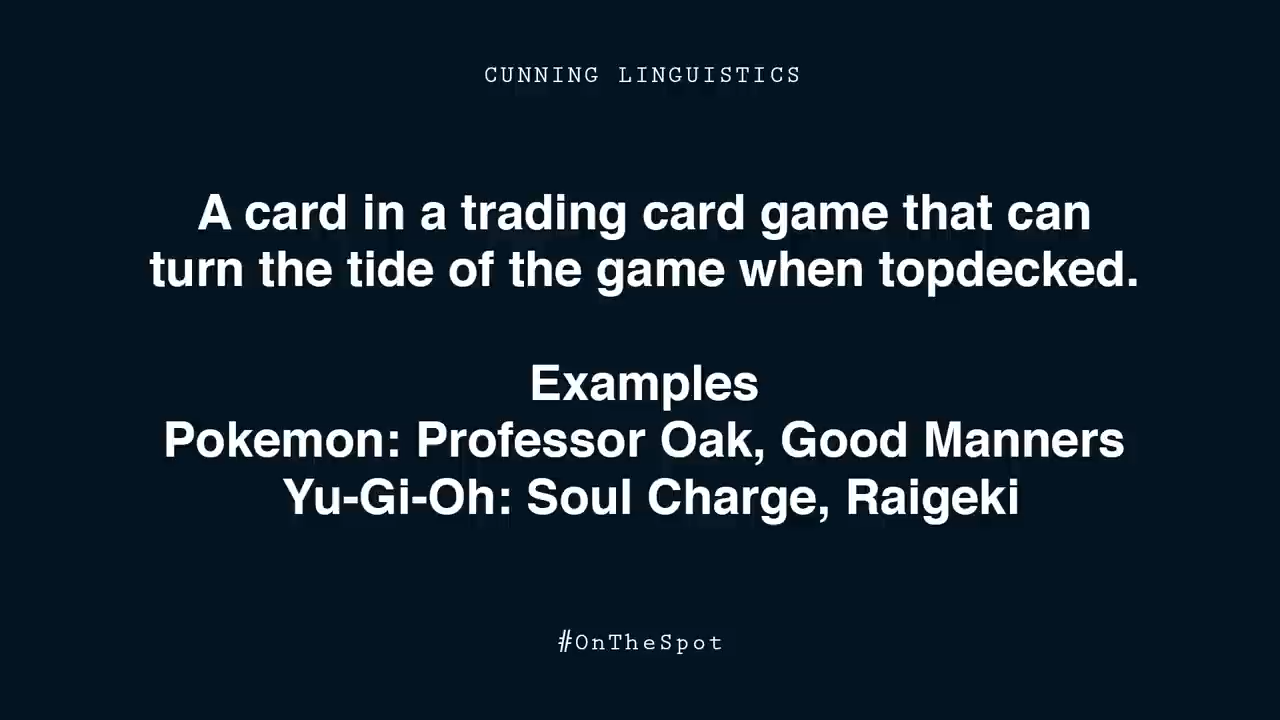 CUNNING LINGUISTICS
A card in a trading card game that can
turn the tide of the game when topdecked.
Examples
Pokemon: Professor Oak, Good Manners
Yu-Gi-Oh: Soul Charge, Raigeki
#OnTheSpot